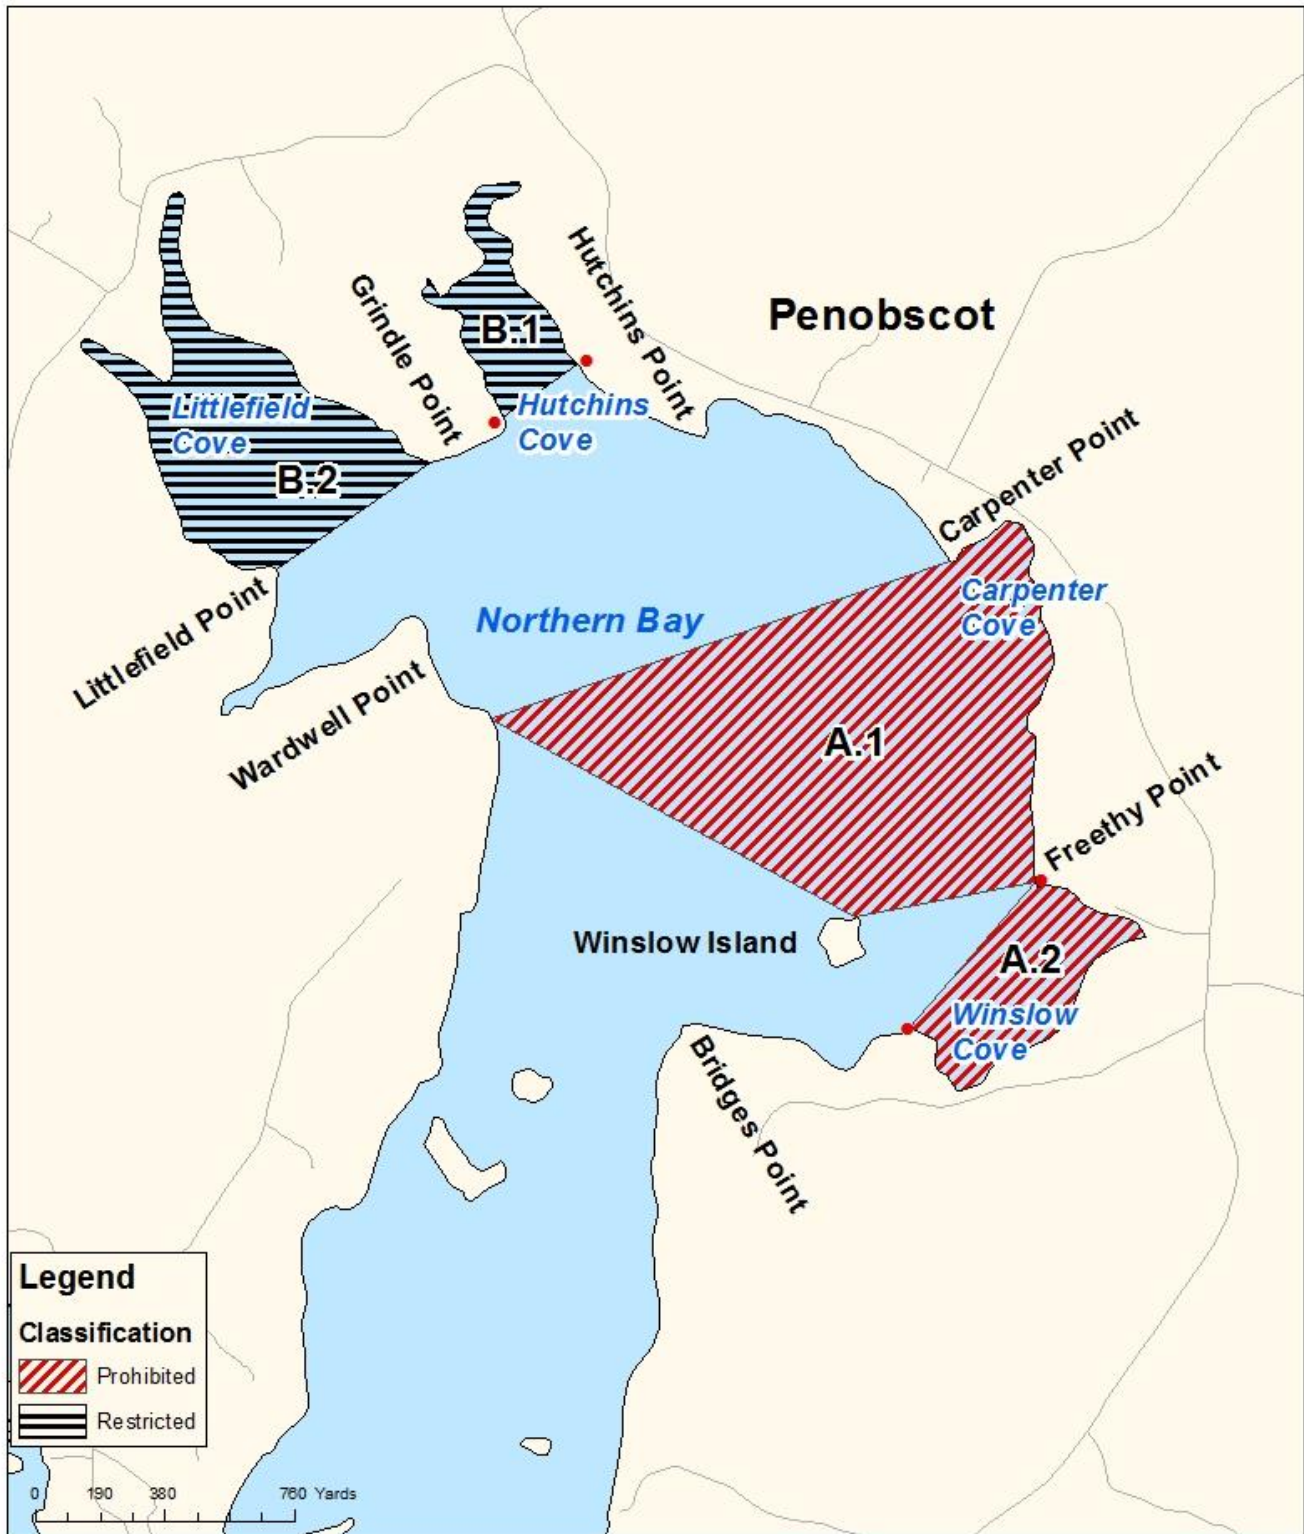 Hutchins Point
Penobscot
Grindle Point
B.1
Littlefield
Cove
Hutchins
Cove
B.2
Carpenter Point
Carpenter
Cove
Littlefield Point
Northern Bay
Wardwell Point
A.1
Freethy Point
Winslow Island
A.2
Winslow
Cove
Bridges Point
Legend
Classification
Prohibited
Restricted
0 190 380 760 Yards